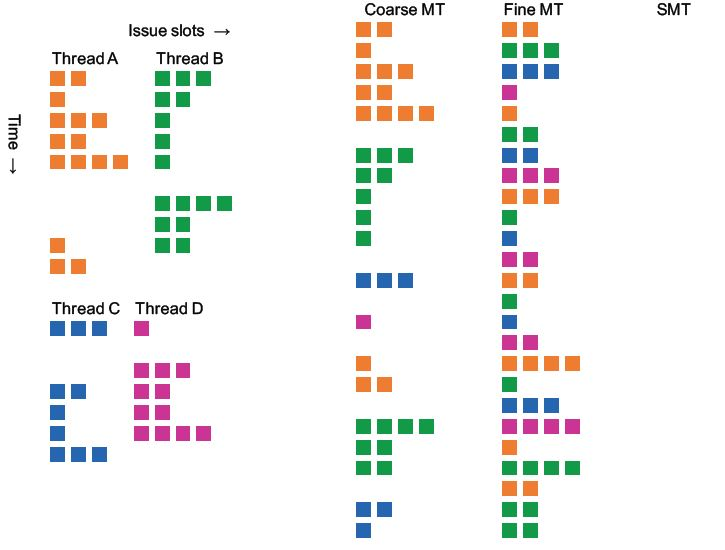 Issue slots →
Thread A
Thread B
Time →
Thread C
Thread D
Coarse MT
Fine MT
SMT